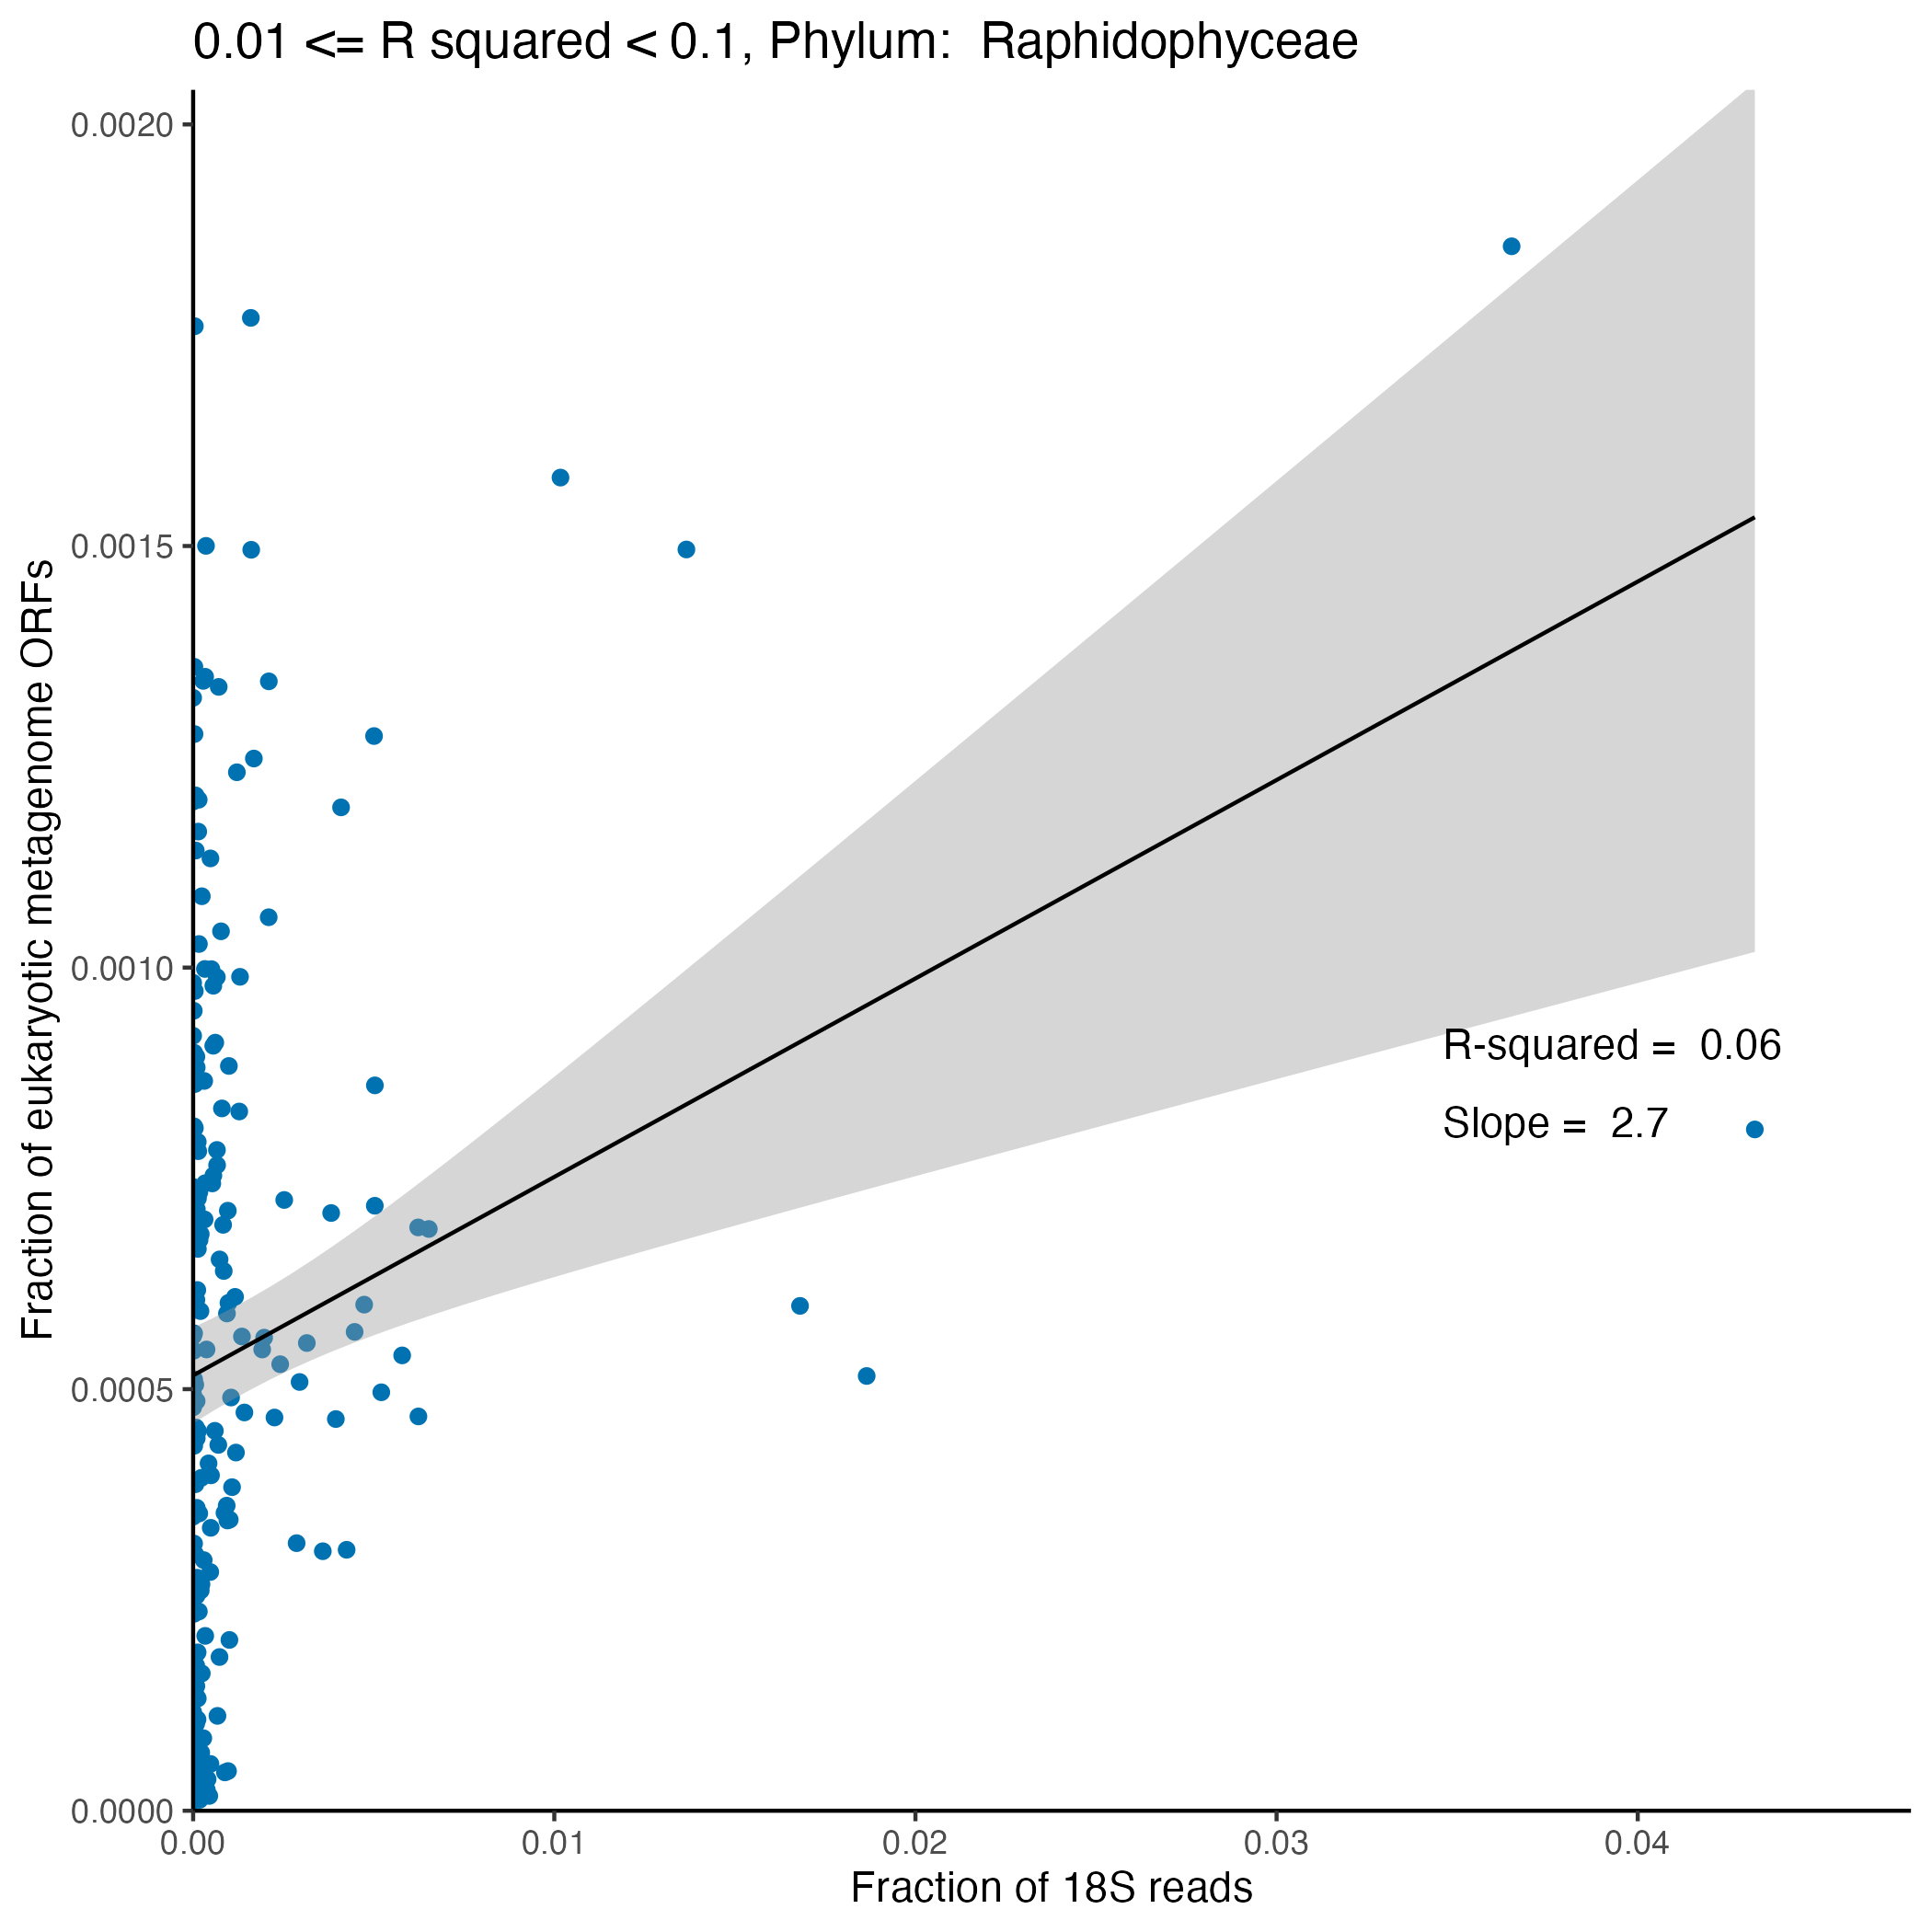 0.01 <= R squared < 0.1, Phylum:  Raphidophyceae
0.0020
0.0015
0.0010
0.0005
0.0000
Fraction of eukaryotic metagenome ORFs
R-squared =  0.06
Slope =  2.7
0.00
0.01
0.02
0.03
0.04
Fraction of 18S reads